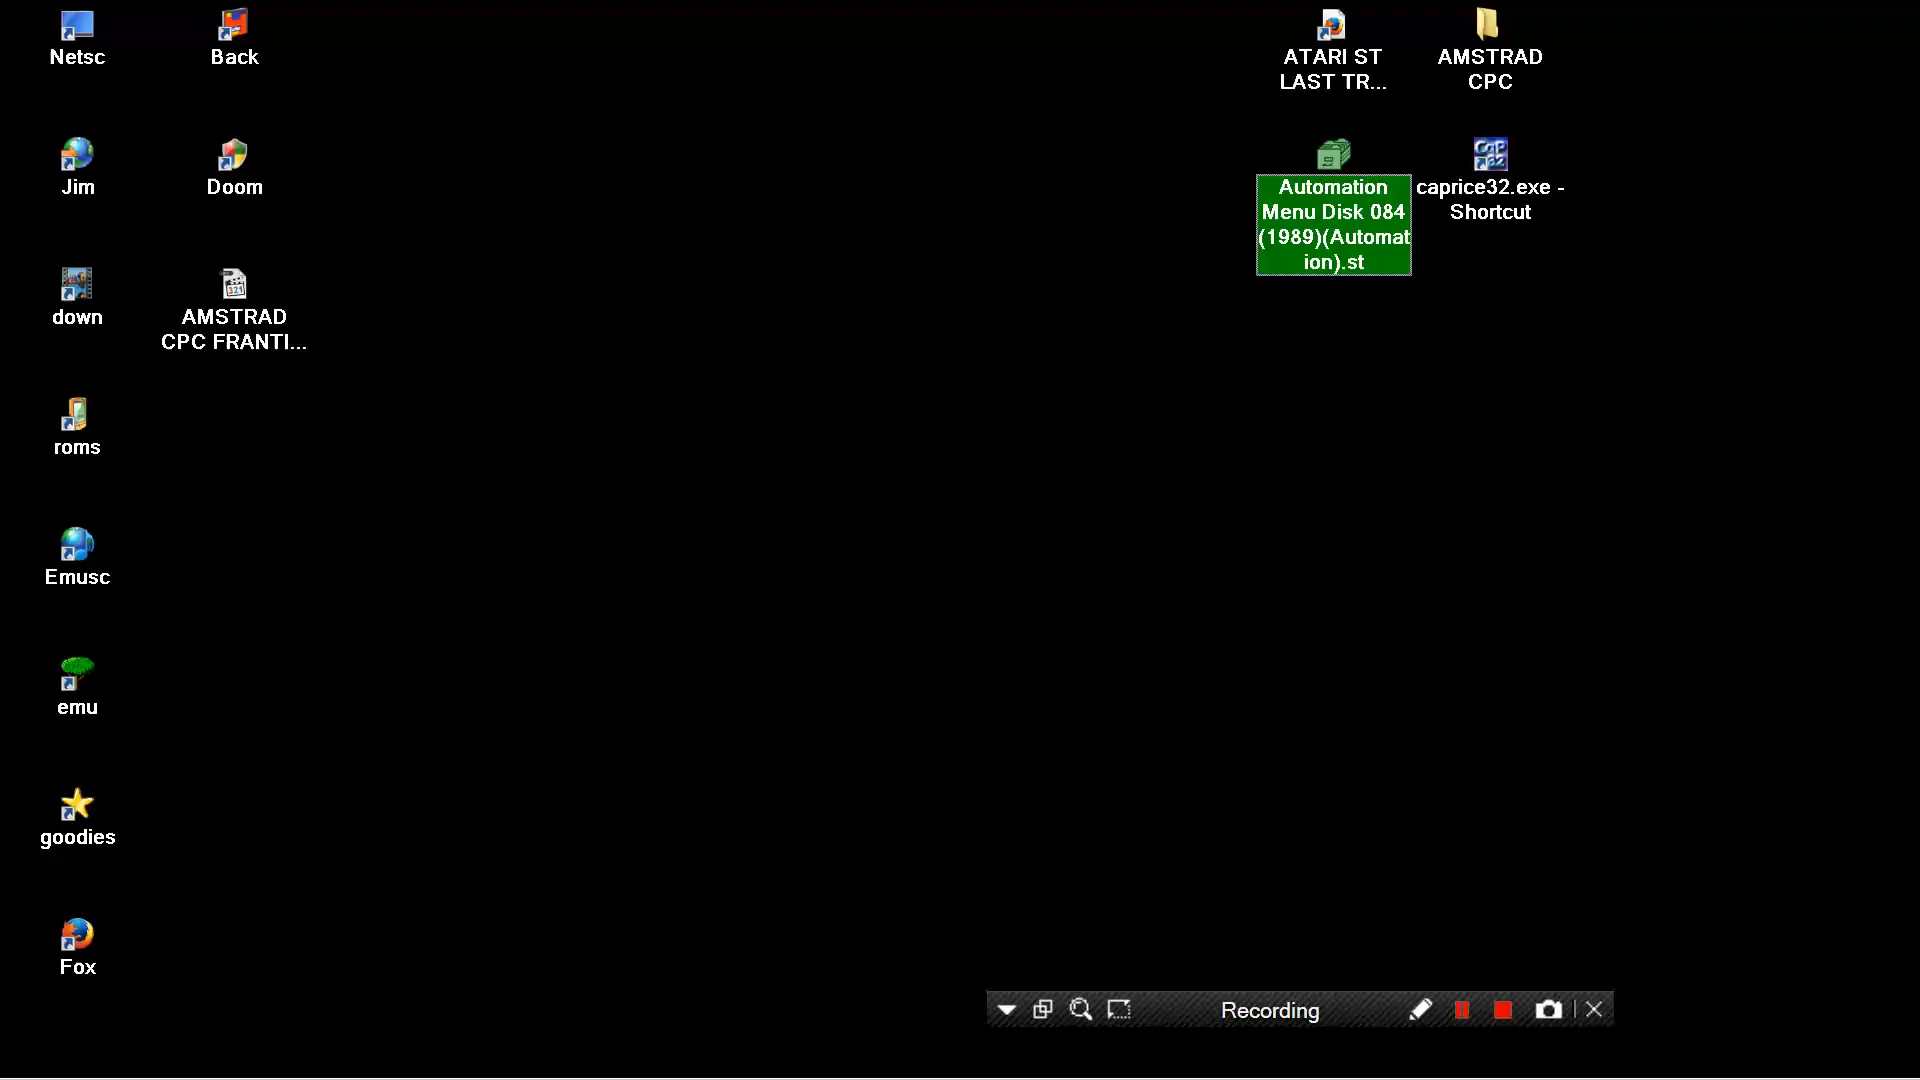 Netsc
Back
ATARI ST
LAST TR...
AMSTRAD
CPC
Jim
Doom
Automation
Menu Disk 084
(1989)(Automat
ion).st
caprice32.exe -
Shortcut
down
AMSTRAD
CPC FRANTI...
roms
Emusc
emu
goodies
Fox
Recording